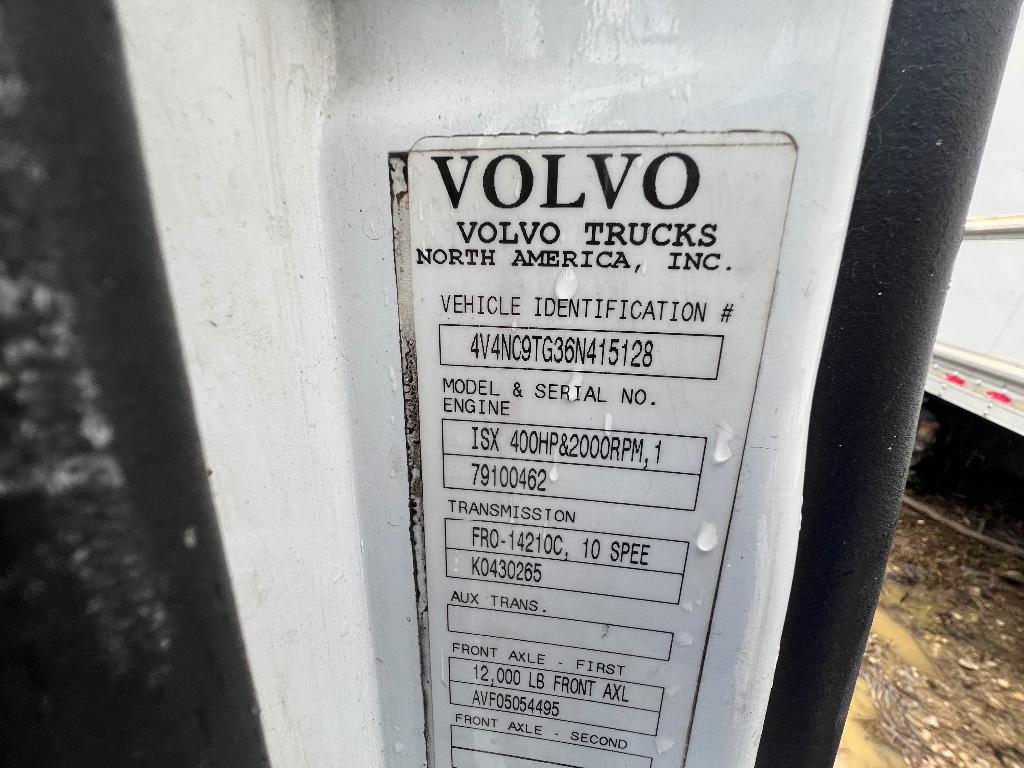 VOLVO
VOLVO TRUCKS
NORTH AMERICA, INC.
VEHICLE IDENTIFICATION #
4V4NC9TG36N415128
MODEL & SERIAL NO.
ENGINE
ISX 400HP&2000RPM,1
79100462
TRANSMISSION
FRO-14210C, 10 SPEE
K0430265
AUX TRANS.
FRONT AXLE - FIRST
12,000 LB FRONT AXL
AVF05054495
FRONT AXLE - SECOND